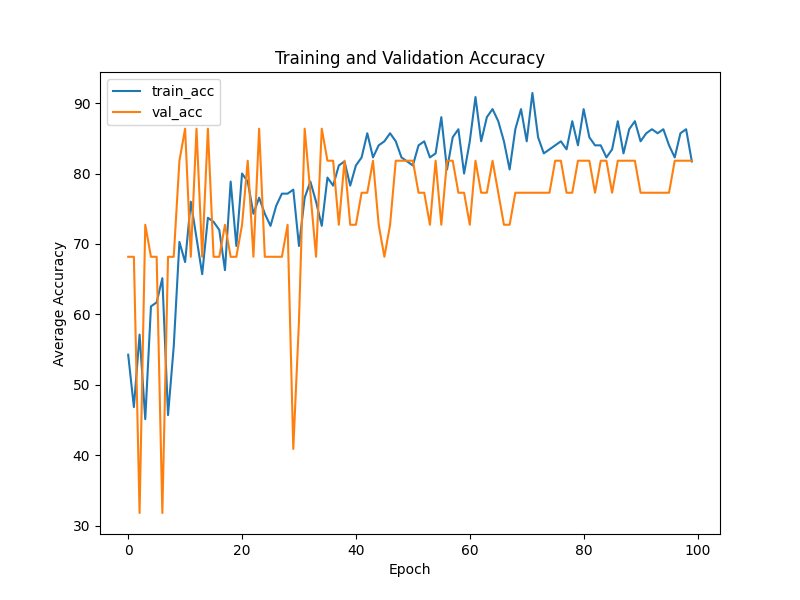 Training and Validation Accuracy
train_acc
val_acc
90
80
70
60
50
40
30
Average Accuracy
0 20 40 60 80 100
Epoch